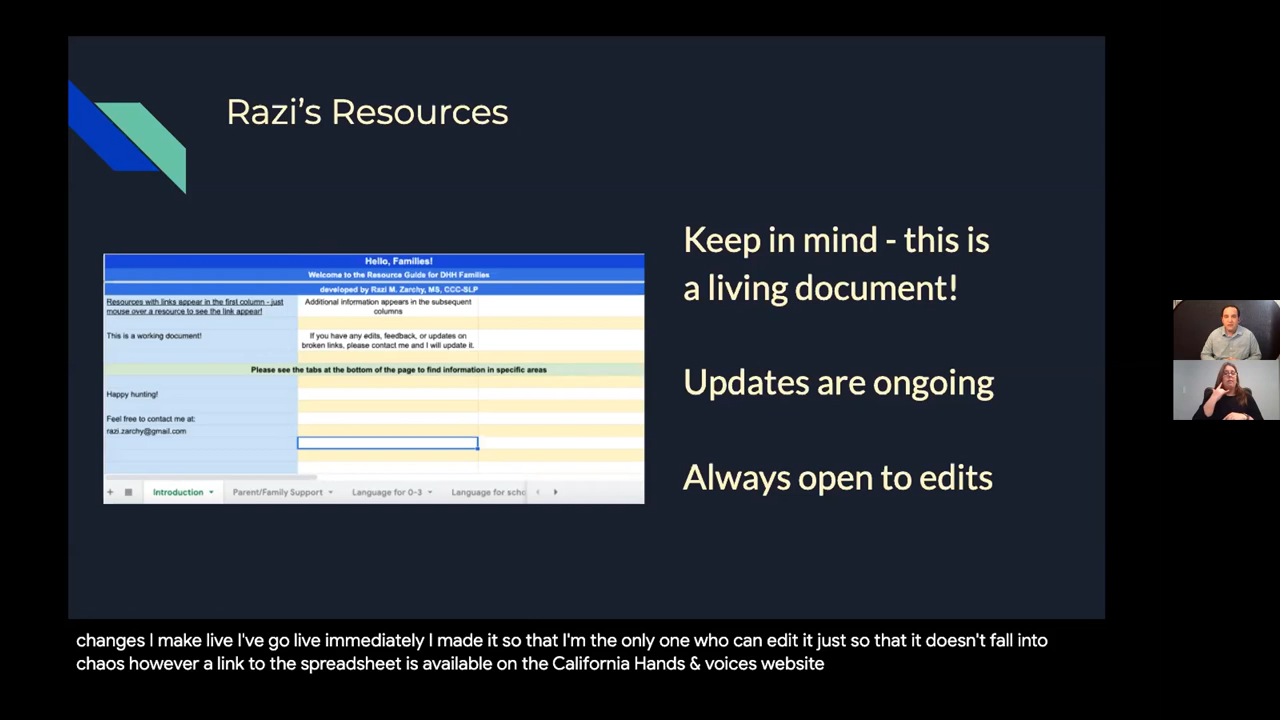 Razi's Resources
Hello, Families!
Welcome to the Resource Guide for DHH Families
developed by Razi M. Zarchy, MS, CCC-SLP
Resources with links appear in the first column - just
mouse over a resource to see the link appear!
Additional information appears in the subsequent
columns
This is a working document!
If you have any edits, feedback, or updates on
broken links, please contact me and I will update it.
Please see the tabs at the bottom of the page to find information in specific areas
Happy hunting!
Feel free to contact me at:
razi.zarchy@gmail.com
Introduction
Parent/Family Support
Language for 0-3
Language for scho
Keep in mind - this is
a living document!
Updates are ongoing
Always open to edits
changes I make live I've go live immediately I made it so that I'm the only one who can edit it just so that it doesn't fall into
chaos however a link to the spreadsheet is available on the California Hands & voices website